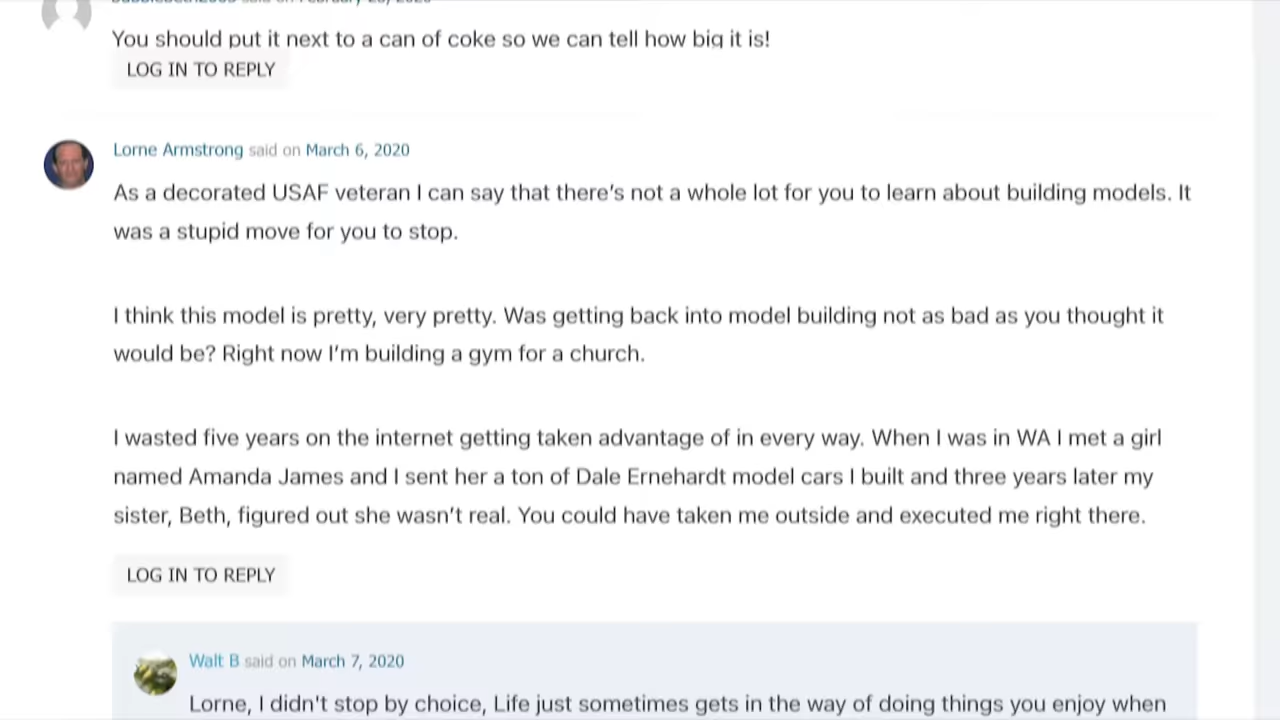 You should put it next to a can of coke so we can tell how big it is!
LOG IN TO REPLY
Lorne Armstrong said on March 6, 2020
As a decorated USAF veteran I can say that there's not a whole lot for you to learn about building models. It
was a stupid move for you to stop.
I think this model is pretty, very pretty. Was getting back into model building not as bad as you thought it
would be? Right now I'm building a gym for a church.
I wasted five years on the internet getting taken advantage of in every way. When I was in WA I met a girl
named Amanda James and I sent her a ton of Dale Ernehardt model cars I built and three years later my
sister, Beth, figured out she wasn't real. You could have taken me outside and executed me right there.
LOG IN TO REPLY
Walt B said on March 7, 2020
Lorne, I didn't stop by choice, Life just sometimes gets in the way of doing things you enjoy when